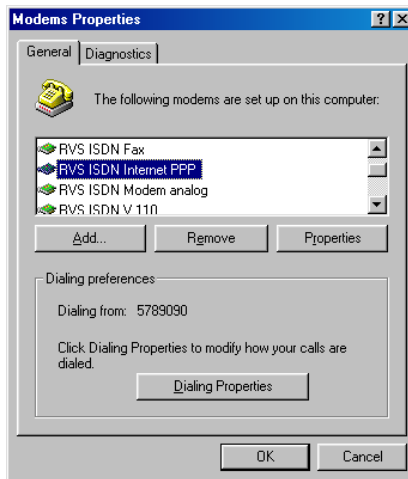 Modems Properties
General Diagnostics
The following modems are set up on this computer:
RVS ISDN Fax
RVS ISDN Internet PPP
RVS ISDN Modem analog
RVS ISDN V 110
Add... Remove Properties
Dialing preferences
Dialing from: 5789090
Click Dialing Properties to modify how your calls are
dialed.
Dialing Properties
OK Cancel